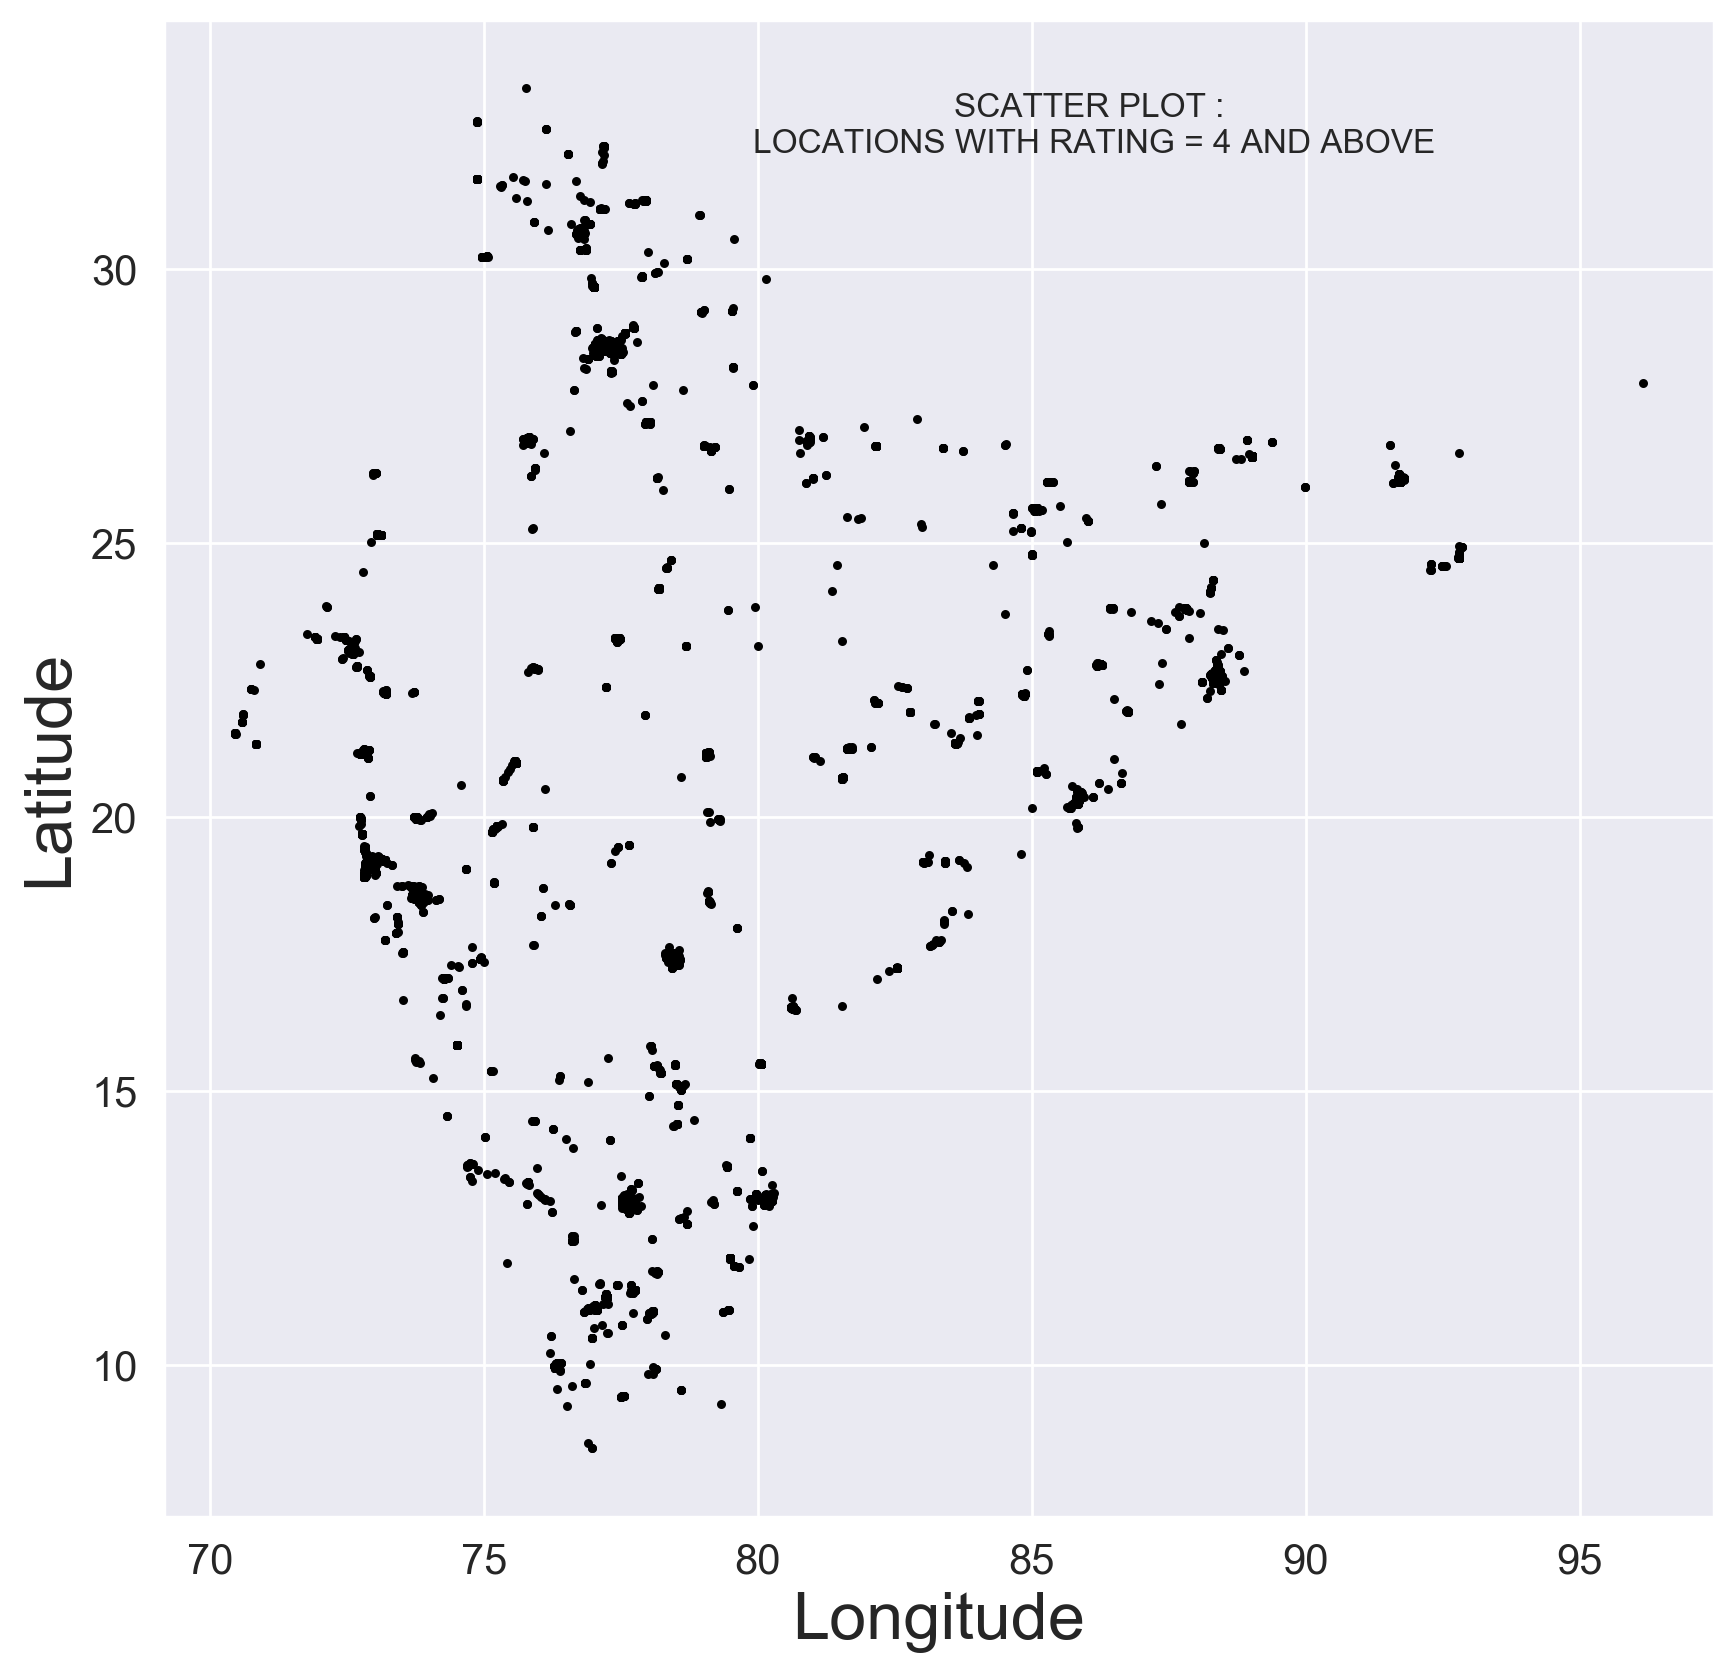 SCATTER PLOT :
LOCATIONS WITH RATING = 4 AND ABOVE
30
25
20
15
10
Latitude
70 75 80 85 90 95
Longitude